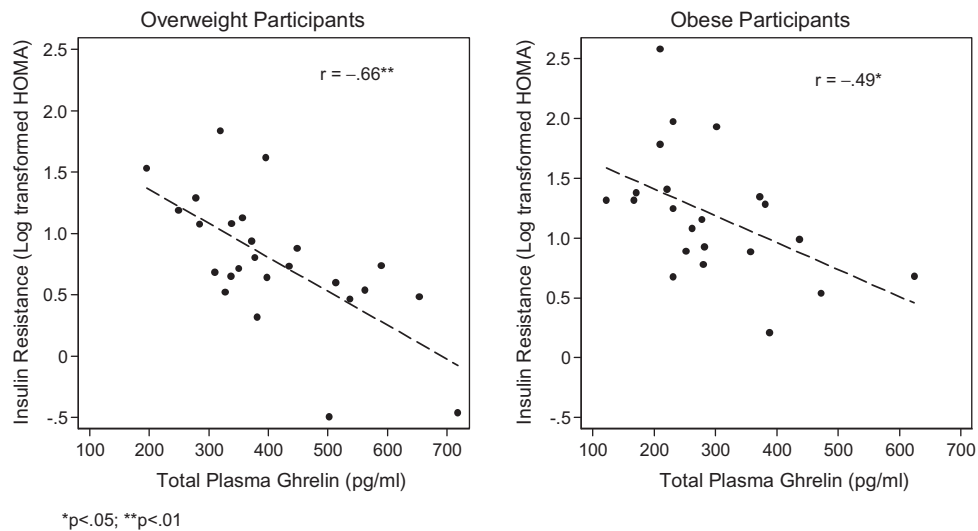 Overweight Participants
Insulin Resistance (Log transformed HOMA)
2.5
2.0
1.5
1.0
0.5
0
-.5
r = –.66**
100 200 300 400 500 600 700
Total Plasma Ghrelin (pg/ml)
Obese Participants
Insulin Resistance (Log transformed HOMA)
2.5
2.0
1.5
1.0
0.5
0
-.5
r = –.49*
100 200 300 400 500 600 700
Total Plasma Ghrelin (pg/ml)
*p<.05; **p<.01